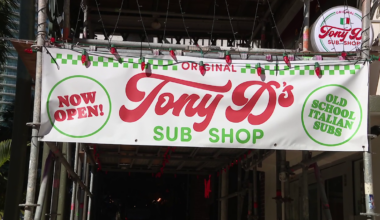 Tony D's
SUB·SHOP
ORIGINAL
Tony D's
SUB SHOP
NOW
OPEN!
OLD
SCHOOL
ITALIAN
SUBS